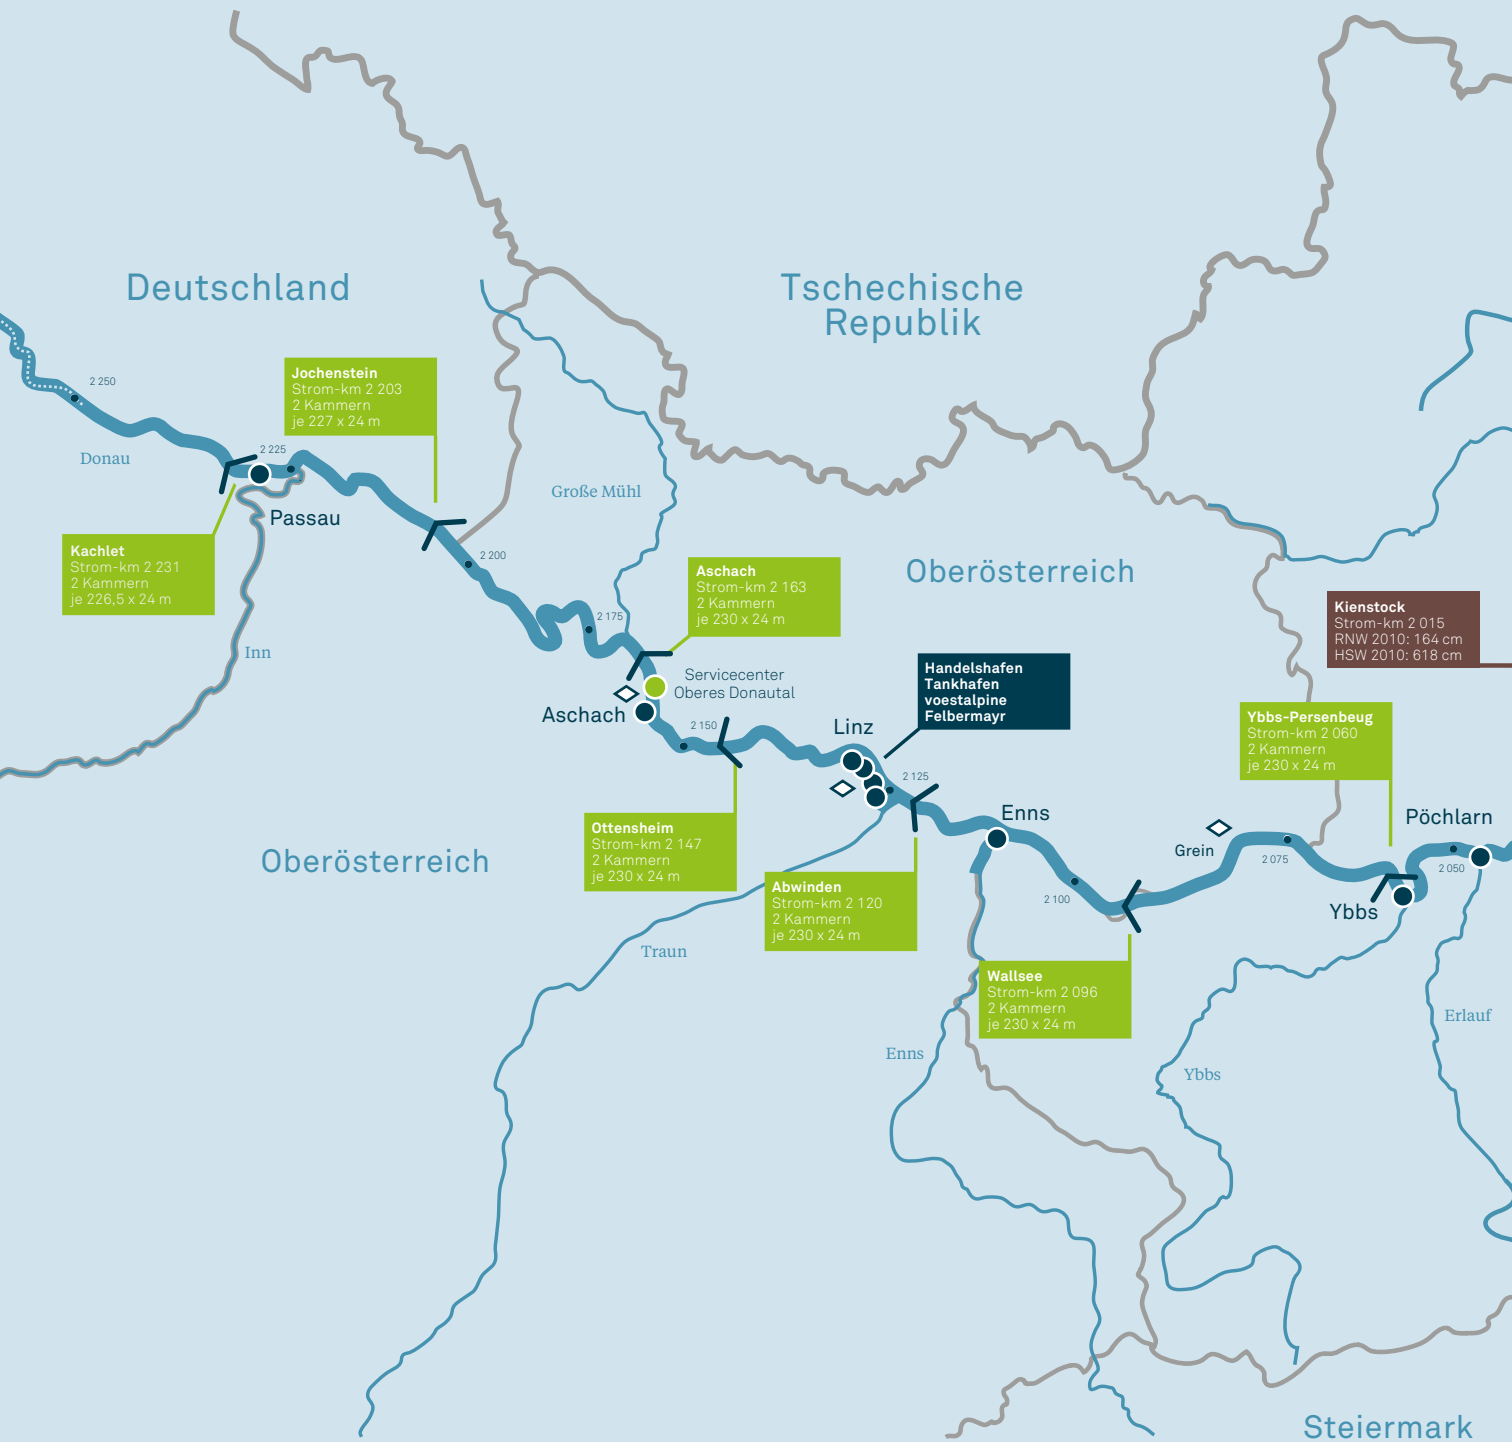 Deutschland
Tschechische
Republik
2 250
Jochenstein
Strom-km 2 203
2 Kammern
je 227 x 24 m
Donau
2 225
Passau
Große Mühl
Kachlet
Strom-km 2 231
2 Kammern
je 226,5 x 24 m
2 200
Inn
Aschach
Strom-km 2 163
2 Kammern
je 230 x 24 m
Oberösterreich
2 175
Kienstock
Strom-km 2 015
RNW 2010: 164 cm
HSW 2010: 618 cm
Servicecenter
Oberes Donautal
Aschach
2 150
Handelshafen
Tankhafen
voestalpine
Felbermayr
Linz
2 125
Ybbs-Persenbeug
Strom-km 2 060
2 Kammern
je 230 x 24 m
Enns
Pöchlarn
Grein
2 075
2 050
Ottensheim
Strom-km 2 147
2 Kammern
je 230 x 24 m
Oberösterreich
Abwinden
Strom-km 2 120
2 Kammern
je 230 x 24 m
2 100
Ybbs
Traun
Wallsee
Strom-km 2 096
2 Kammern
je 230 x 24 m
Erlauf
Enns
Ybbs
Steiermark